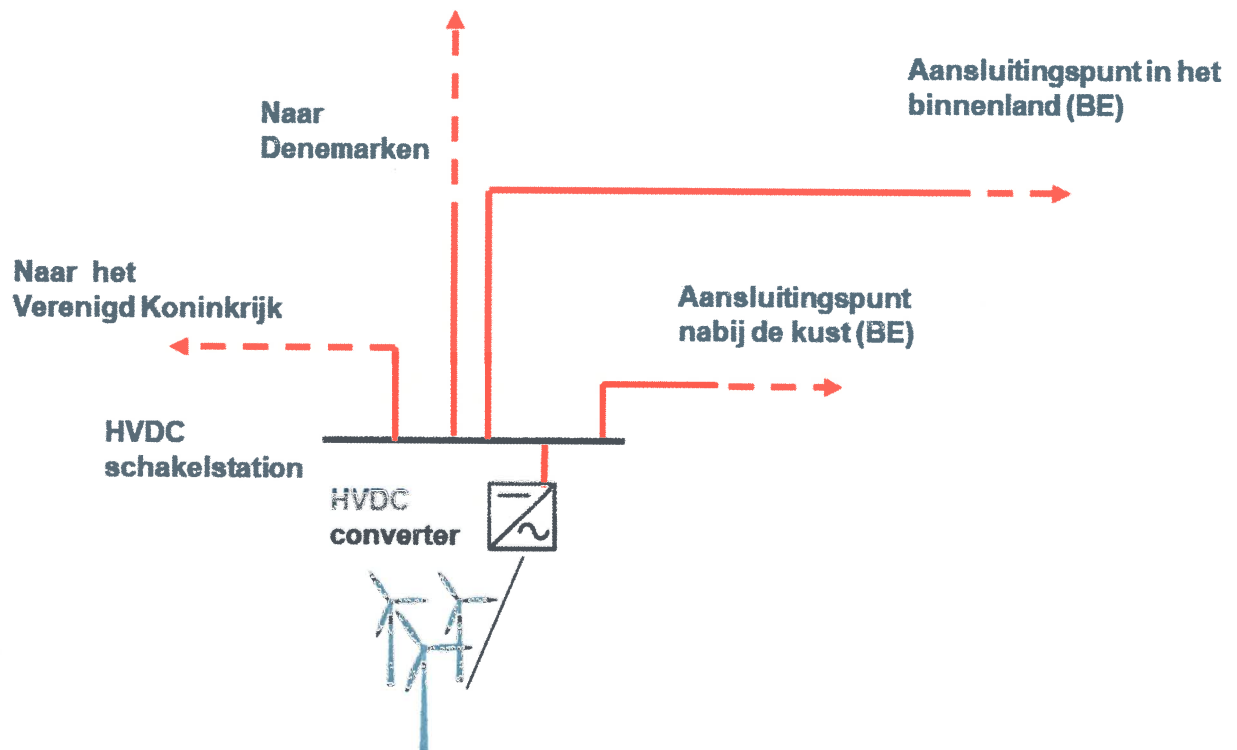 Aansluitingspunt in het
binnenland (BE)
Naar
Denemarken
Naar het
Verenigd Koninkrijk
Aansluitingspunt
nabij de kust (BE)
HVDC
schakelstation
HVDC
converter